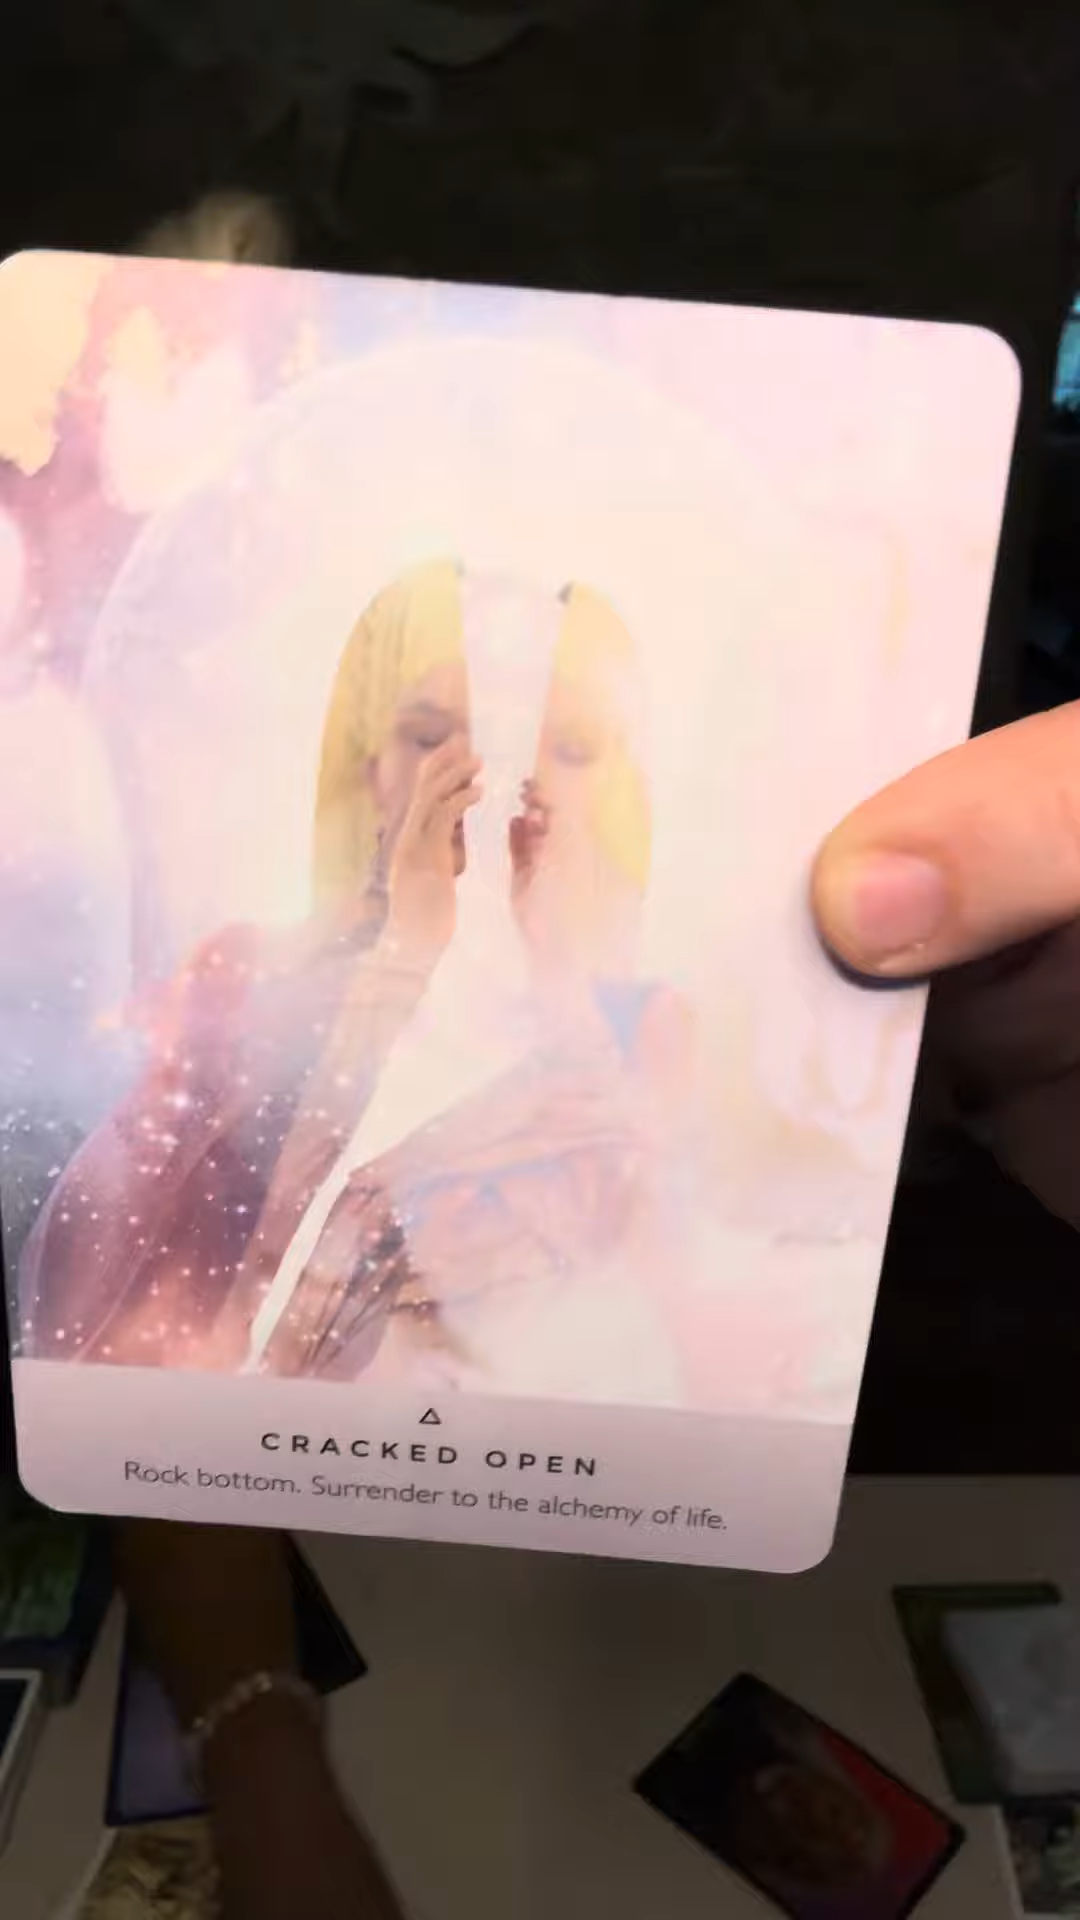 CRACKED OPEN
Rock bottom. Surrender to the alchemy of life.